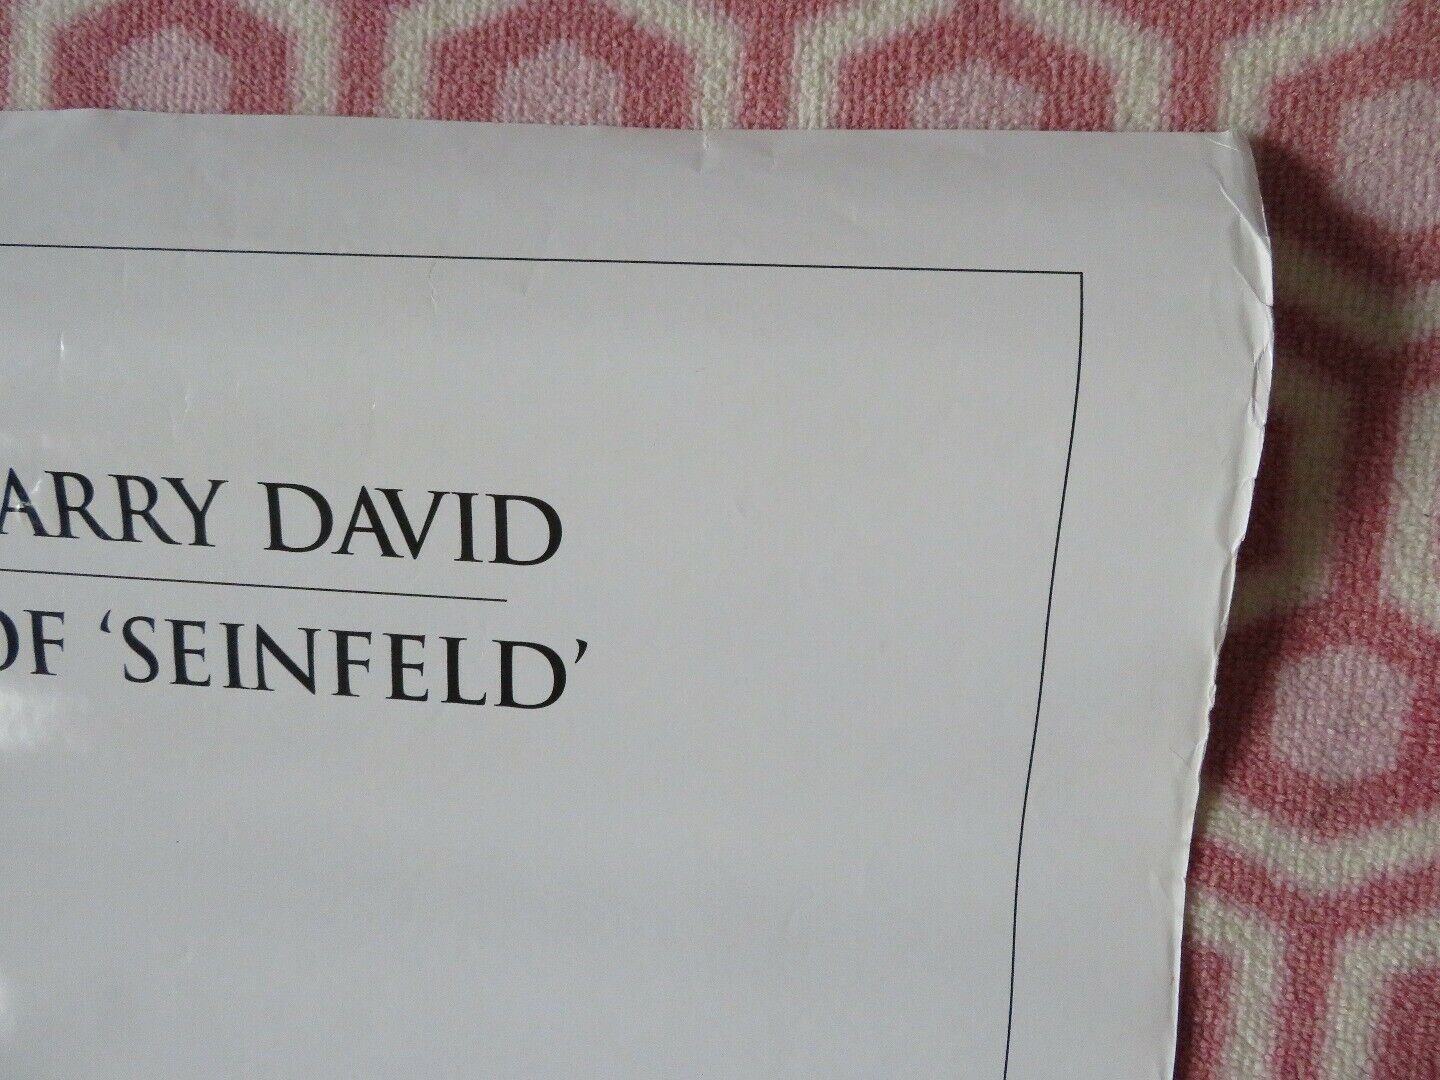 ARRY DAVID
OF ‘SEINFELD’